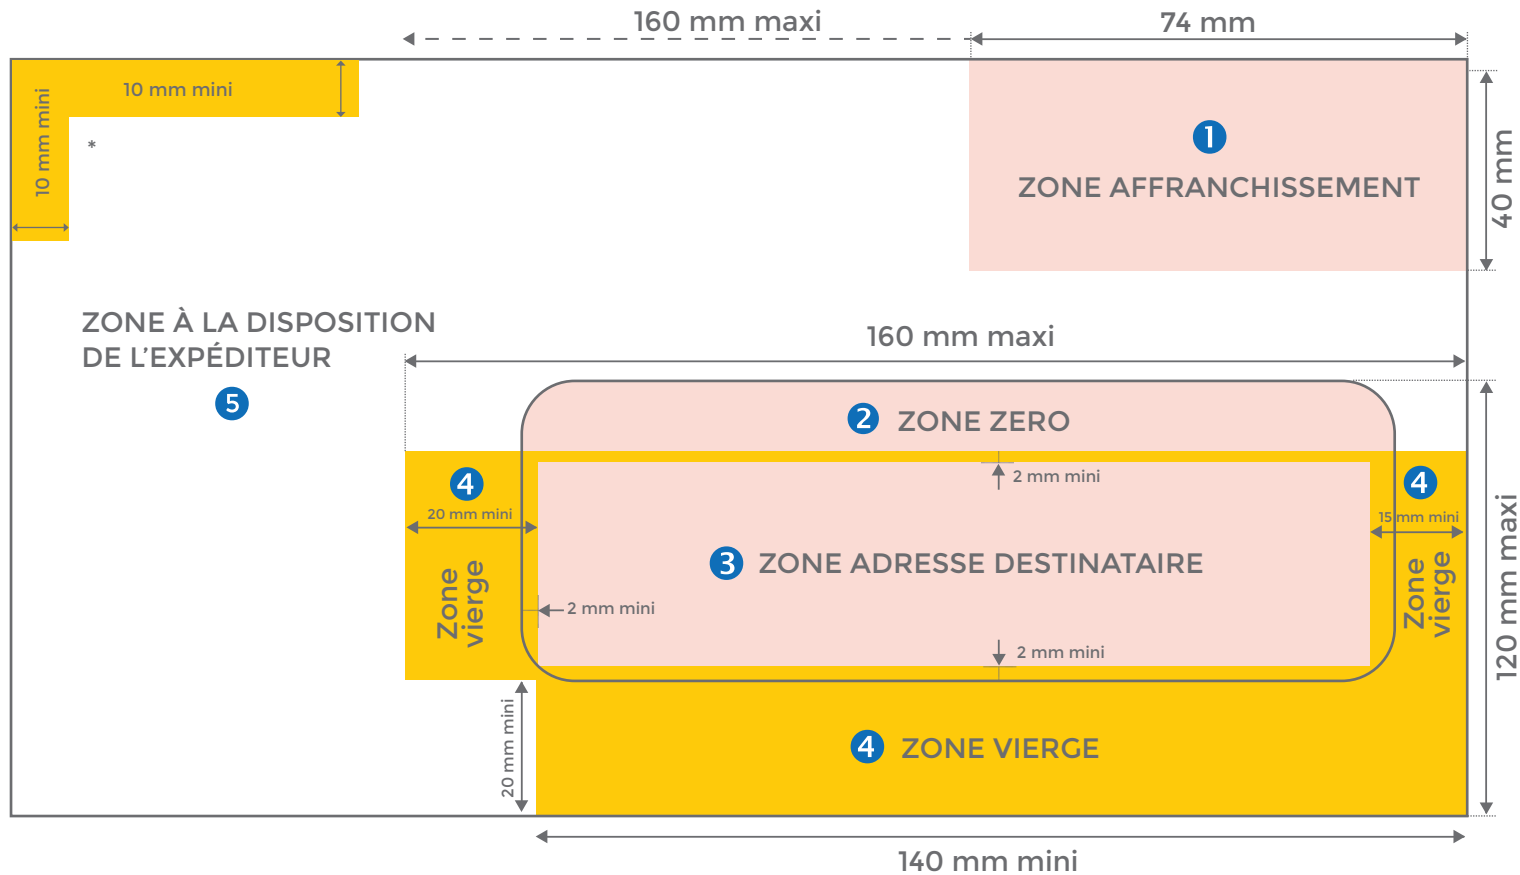 160 mm maxi
74 mm
10 mm mini
10 mm mini
*
1
ZONE AFFRANCHISSEMENT
40 mm
ZONE À LA DISPOSITION
DE L'EXPÉDITEUR
5
160 mm maxi
2 ZONE ZERO
4
20 mm mini
Zone
vierge
2 mm mini
4
15 mm mini
Zone
vierge
3 ZONE ADRESSE DESTINATAIRE
2 mm mini
2 mm mini
120 mm maxi
20 mm mini
4 ZONE VIERGE
140 mm mini